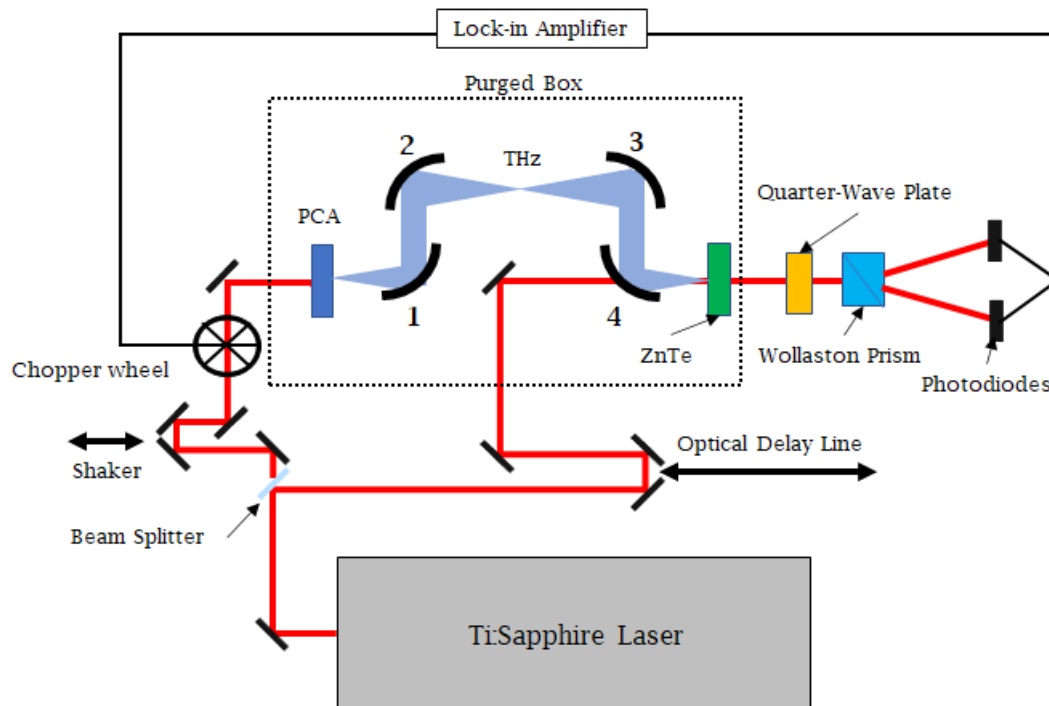 Lock-in Amplifier
Purged Box
2
3
THz
Quarter-Wave Plate
PCA
1
4
ZnTe
Wollaston Prism
Chopper wheel
Photodiodes
Shaker
Optical Delay Line
Beam Splitter
Ti:Sapphire Laser